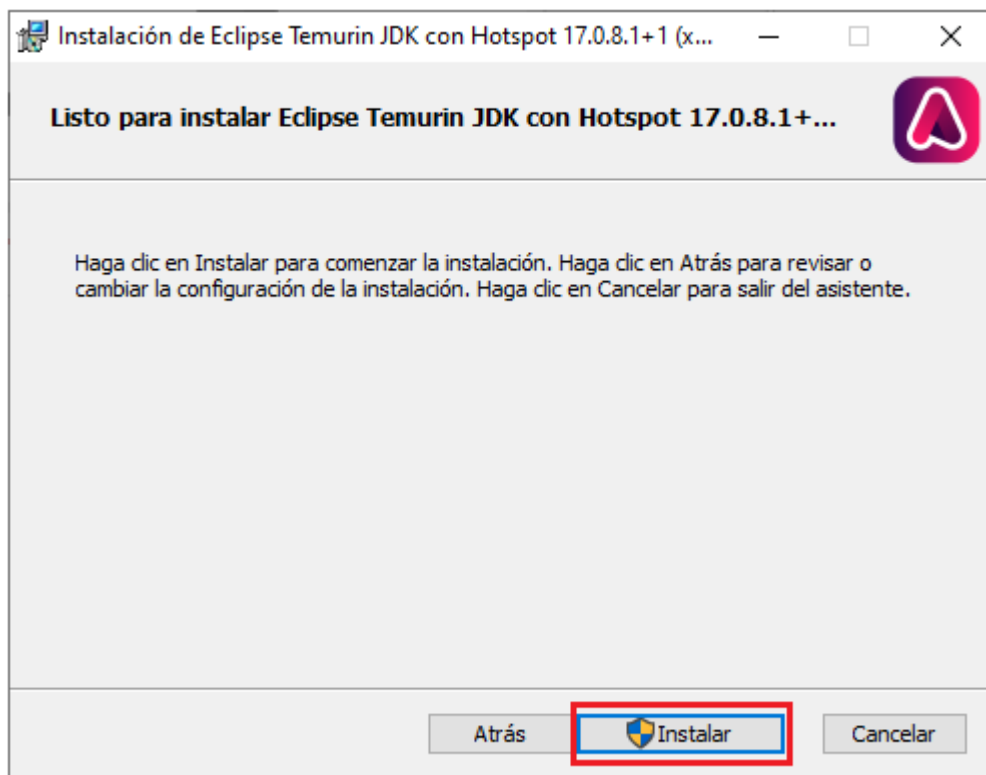 Instalación de Eclipse Temurin JDK con Hotspot 17.0.8.1+1 (x...
Listo para instalar Eclipse Temurin JDK con Hotspot 17.0.8.1+...
Haga clic en Instalar para comenzar la instalación. Haga clic en Atrás para revisar o
cambiar la configuración de la instalación. Haga clic en Cancelar para salir del asistente.
Atrás Instalar Cancelar